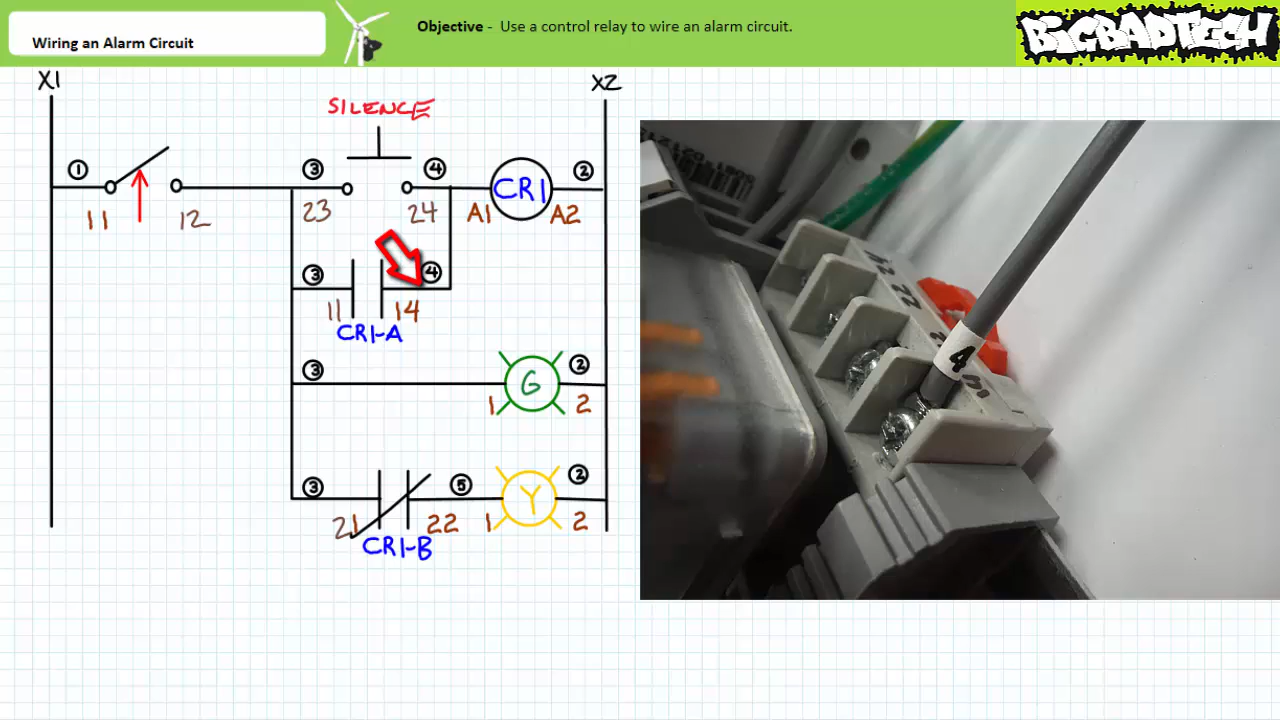 Wiring an Alarm Circuit
Objective - Use a control relay to wire an alarm circuit.
BIGBADTECH
X1
X2
SILENCE
① ③ ④ ②
CR1
11 12 23 24 A1 A2
③ ④
11 14
CR1-A
③ ②
G
1 2
③ ⑤ ②
Y
21 22 1 2
CR1-B
22
4